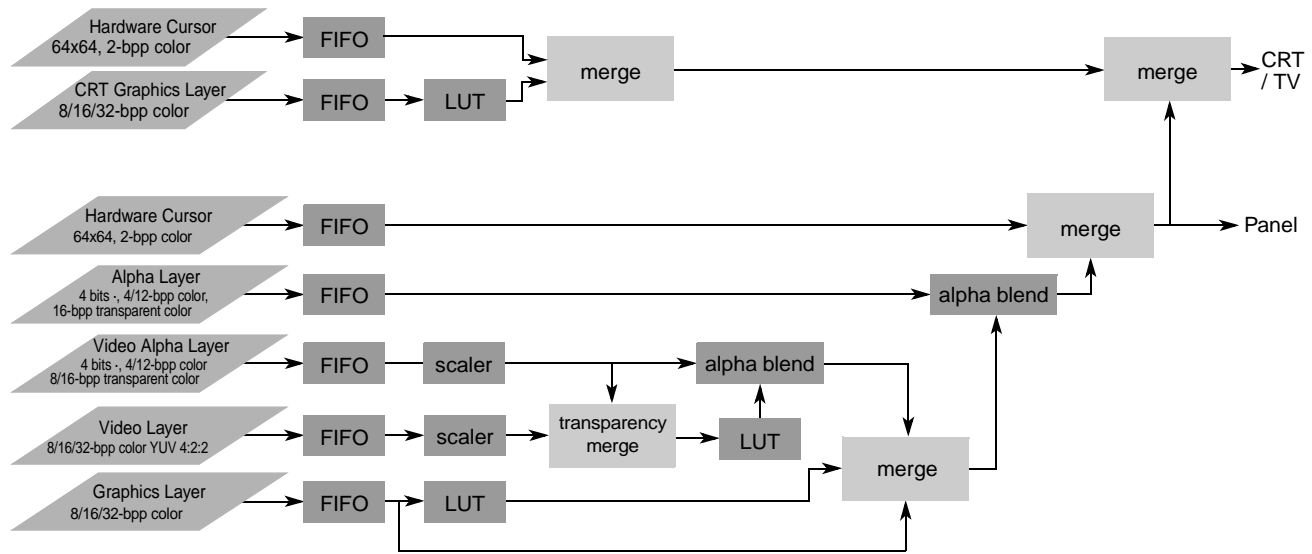 Hardware Cursor
64x64, 2-bpp color
FIFO
merge
merge
CRT
/ TV
CRT Graphics Layer
8/16/32-bpp color
FIFO
LUT
Hardware Cursor
64x64, 2-bpp color
FIFO
merge
Panel
Alpha Layer
4 bits ·, 4/12-bpp color,
16-bpp transparent color
FIFO
alpha blend
Video Alpha Layer
4 bits ·, 4/12-bpp color
8/16-bpp transparent color
FIFO
scaler
alpha blend
Video Layer
8/16/32-bpp color YUV 4:2:2
FIFO
scaler
transparency
merge
LUT
merge
Graphics Layer
8/16/32-bpp color
FIFO
LUT